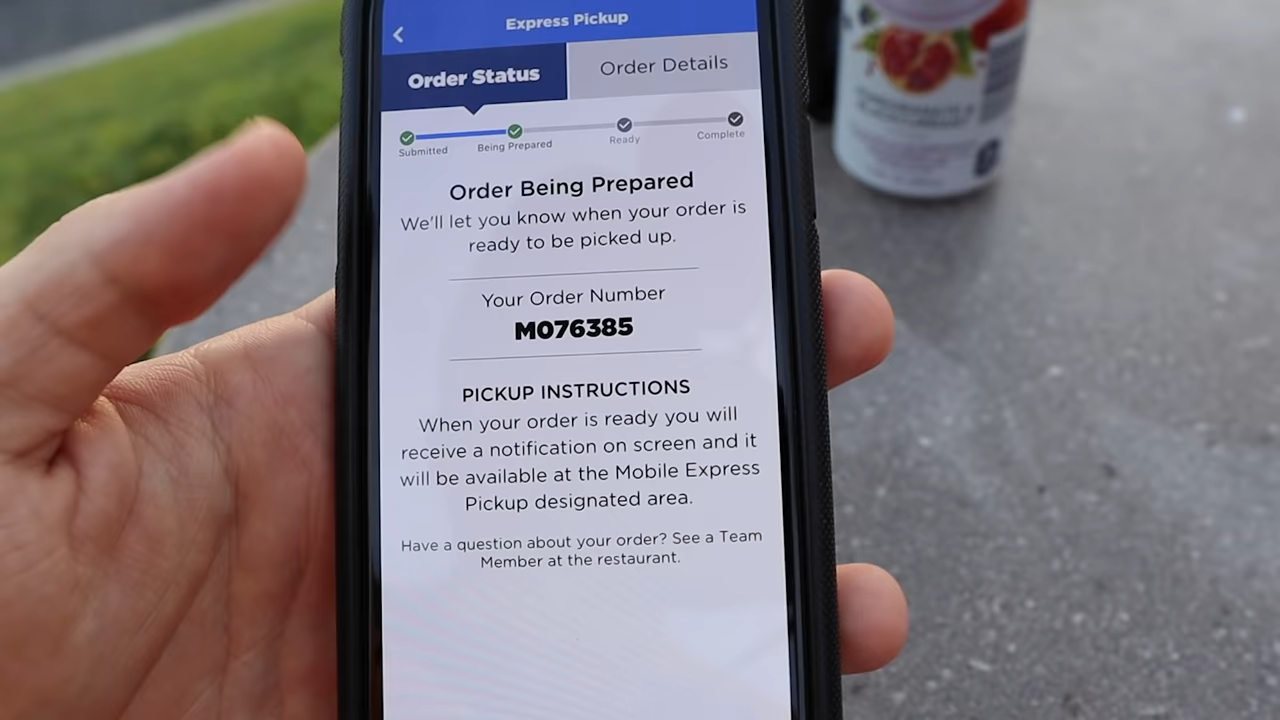 Express Pickup
Order Status
Order Details
Submitted
Being Prepared
Ready
Complete
Order Being Prepared
We'll let you know when your order is
ready to be picked up.
Your Order Number
M076385
PICKUP INSTRUCTIONS
When your order is ready you will
receive a notification on screen and it
will be available at the Mobile Express
Pickup designated area.
Have a question about your order? See a Team
Member at the restaurant.